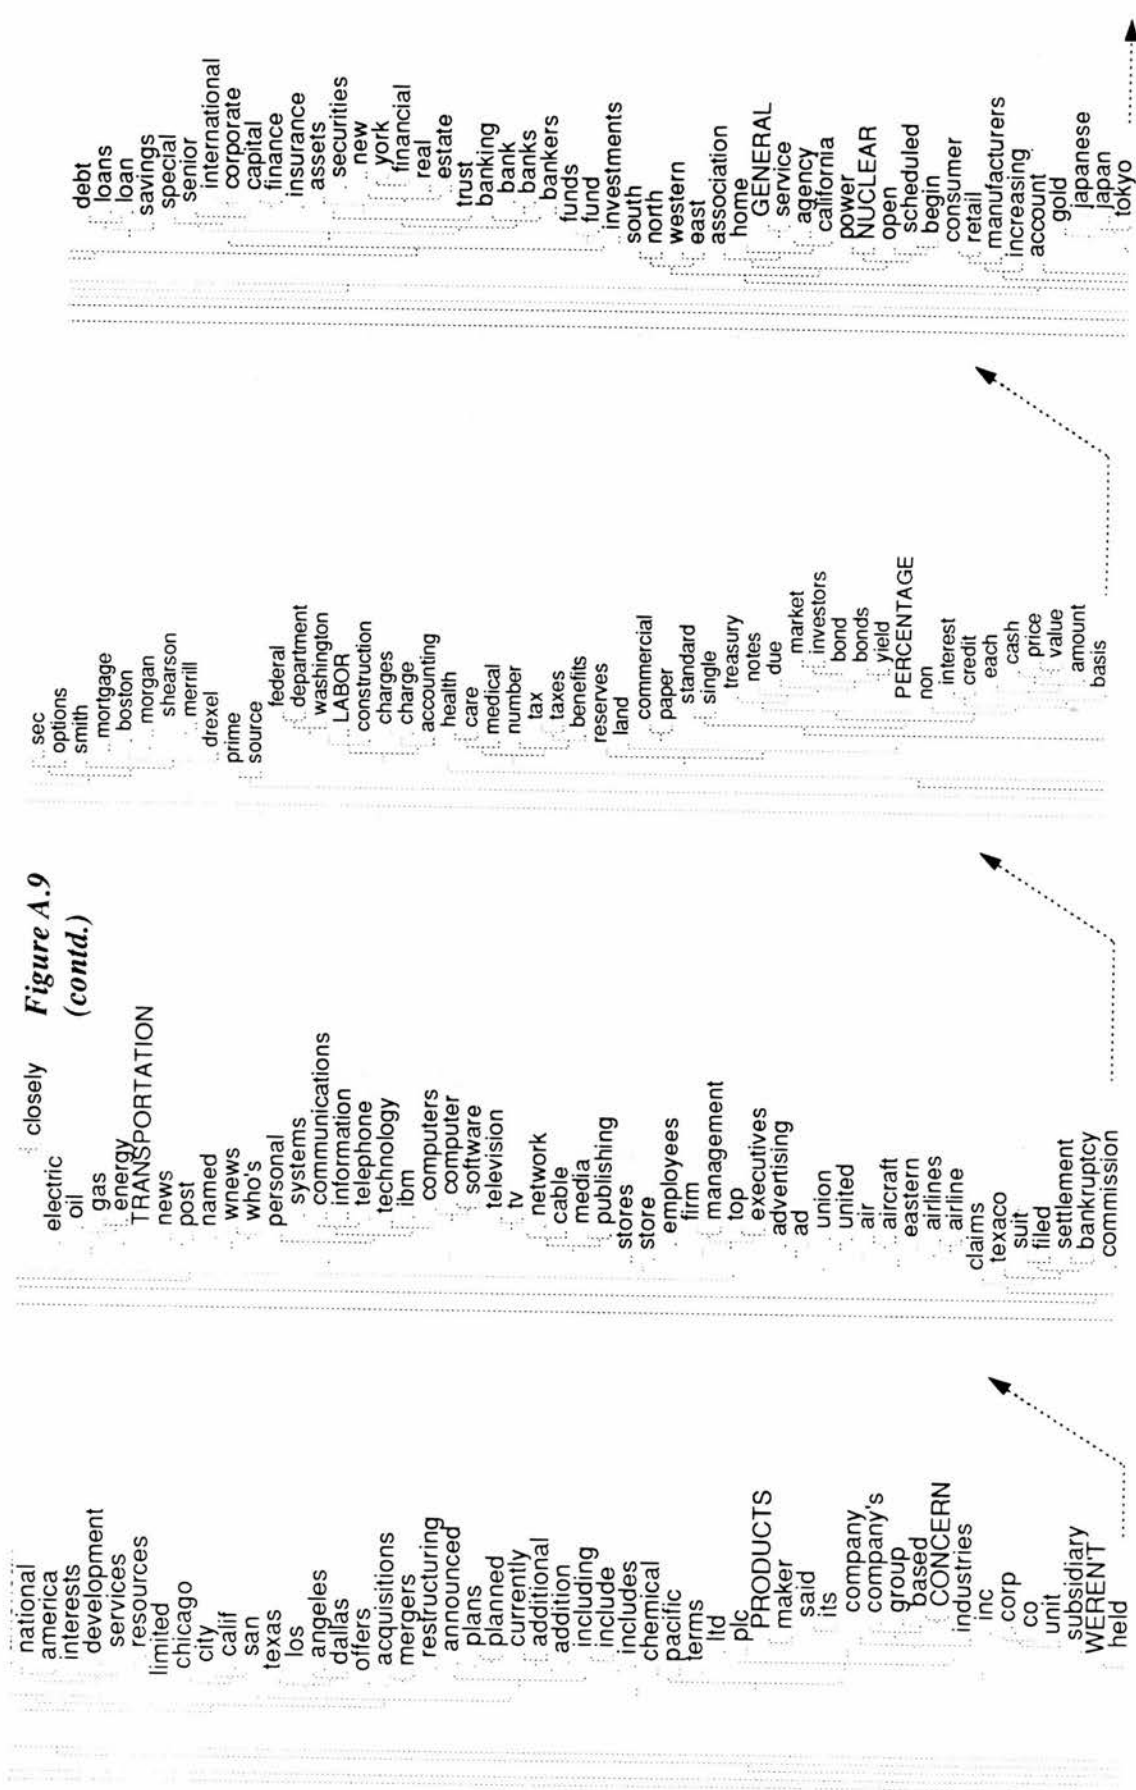 Figure A.9
(contd.)
national
america
interests
development
services
resources
limited
chicago
city
calif
san
texas
los
angeles
dallas
offers
acquisitions
mergers
restructuring
announced
plans
planned
currently
additional
addition
including
include
includes
chemical
pacific
terms
ltd
plc
PRODUCTS
maker
said
its
company
company's
group
based
CONCERN
industries
inc
corp
co
unit
subsidiary
WERENT
held
closely
electric
oil
gas
energy
TRANSPORTATION
news
post
named
wnews
who's
personal
systems
communications
information
telephone
technology
ibm
computers
computer
software
television
tv
network
cable
media
publishing
stores
store
employees
firm
management
top
executives
advertising
ad
union
united
air
aircraft
eastern
airlines
airline
claims
texaco
suit
filed
settlement
bankruptcy
commission
sec
options
smith
mortgage
boston
morgan
shearson
merrill
drexel
prime
source
federal
department
washington
LABOR
construction
charges
charge
accounting
health
care
medical
number
tax
taxes
benefits
reserves
land
commercial
paper
standard
single
treasury
notes
due
market
investors
bond
bonds
yield
PERCENTAGE
non
interest
credit
each
cash
price
value
amount
basis
debt
loans
loan
savings
special
senior
international
corporate
capital
finance
insurance
assets
securities
new
york
financial
real
estate
trust
banking
bank
banks
bankers
funds
fund
investments
south
north
western
east
association
home
GENERAL
service
agency
california
power
NUCLEAR
open
scheduled
begin
consumer
retail
manufacturers
increasing
account
gold
japanese
japan
tokyo